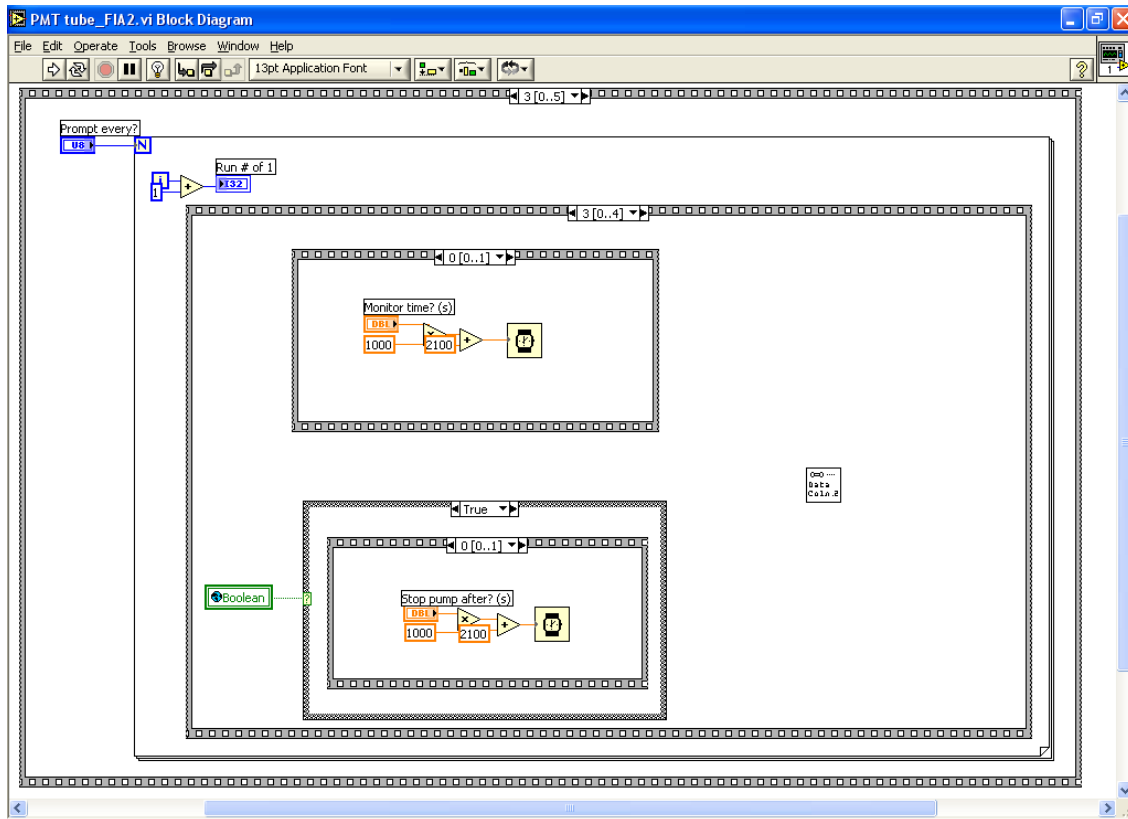 PMT tube_FIA2.vi Block Diagram
File Edit Operate Tools Browse Window Help
13pt Application Font
1
3 [0..5]
Prompt every?
U8
N
Run # of 1
i
I32
1
3 [0..4]
0 [0..1]
Monitor time? (s)
DBL
1000
2100
Data
Coln.2
True
0 [0..1]
Boolean
?
Stop pump after? (s)
DBL
1000
2100